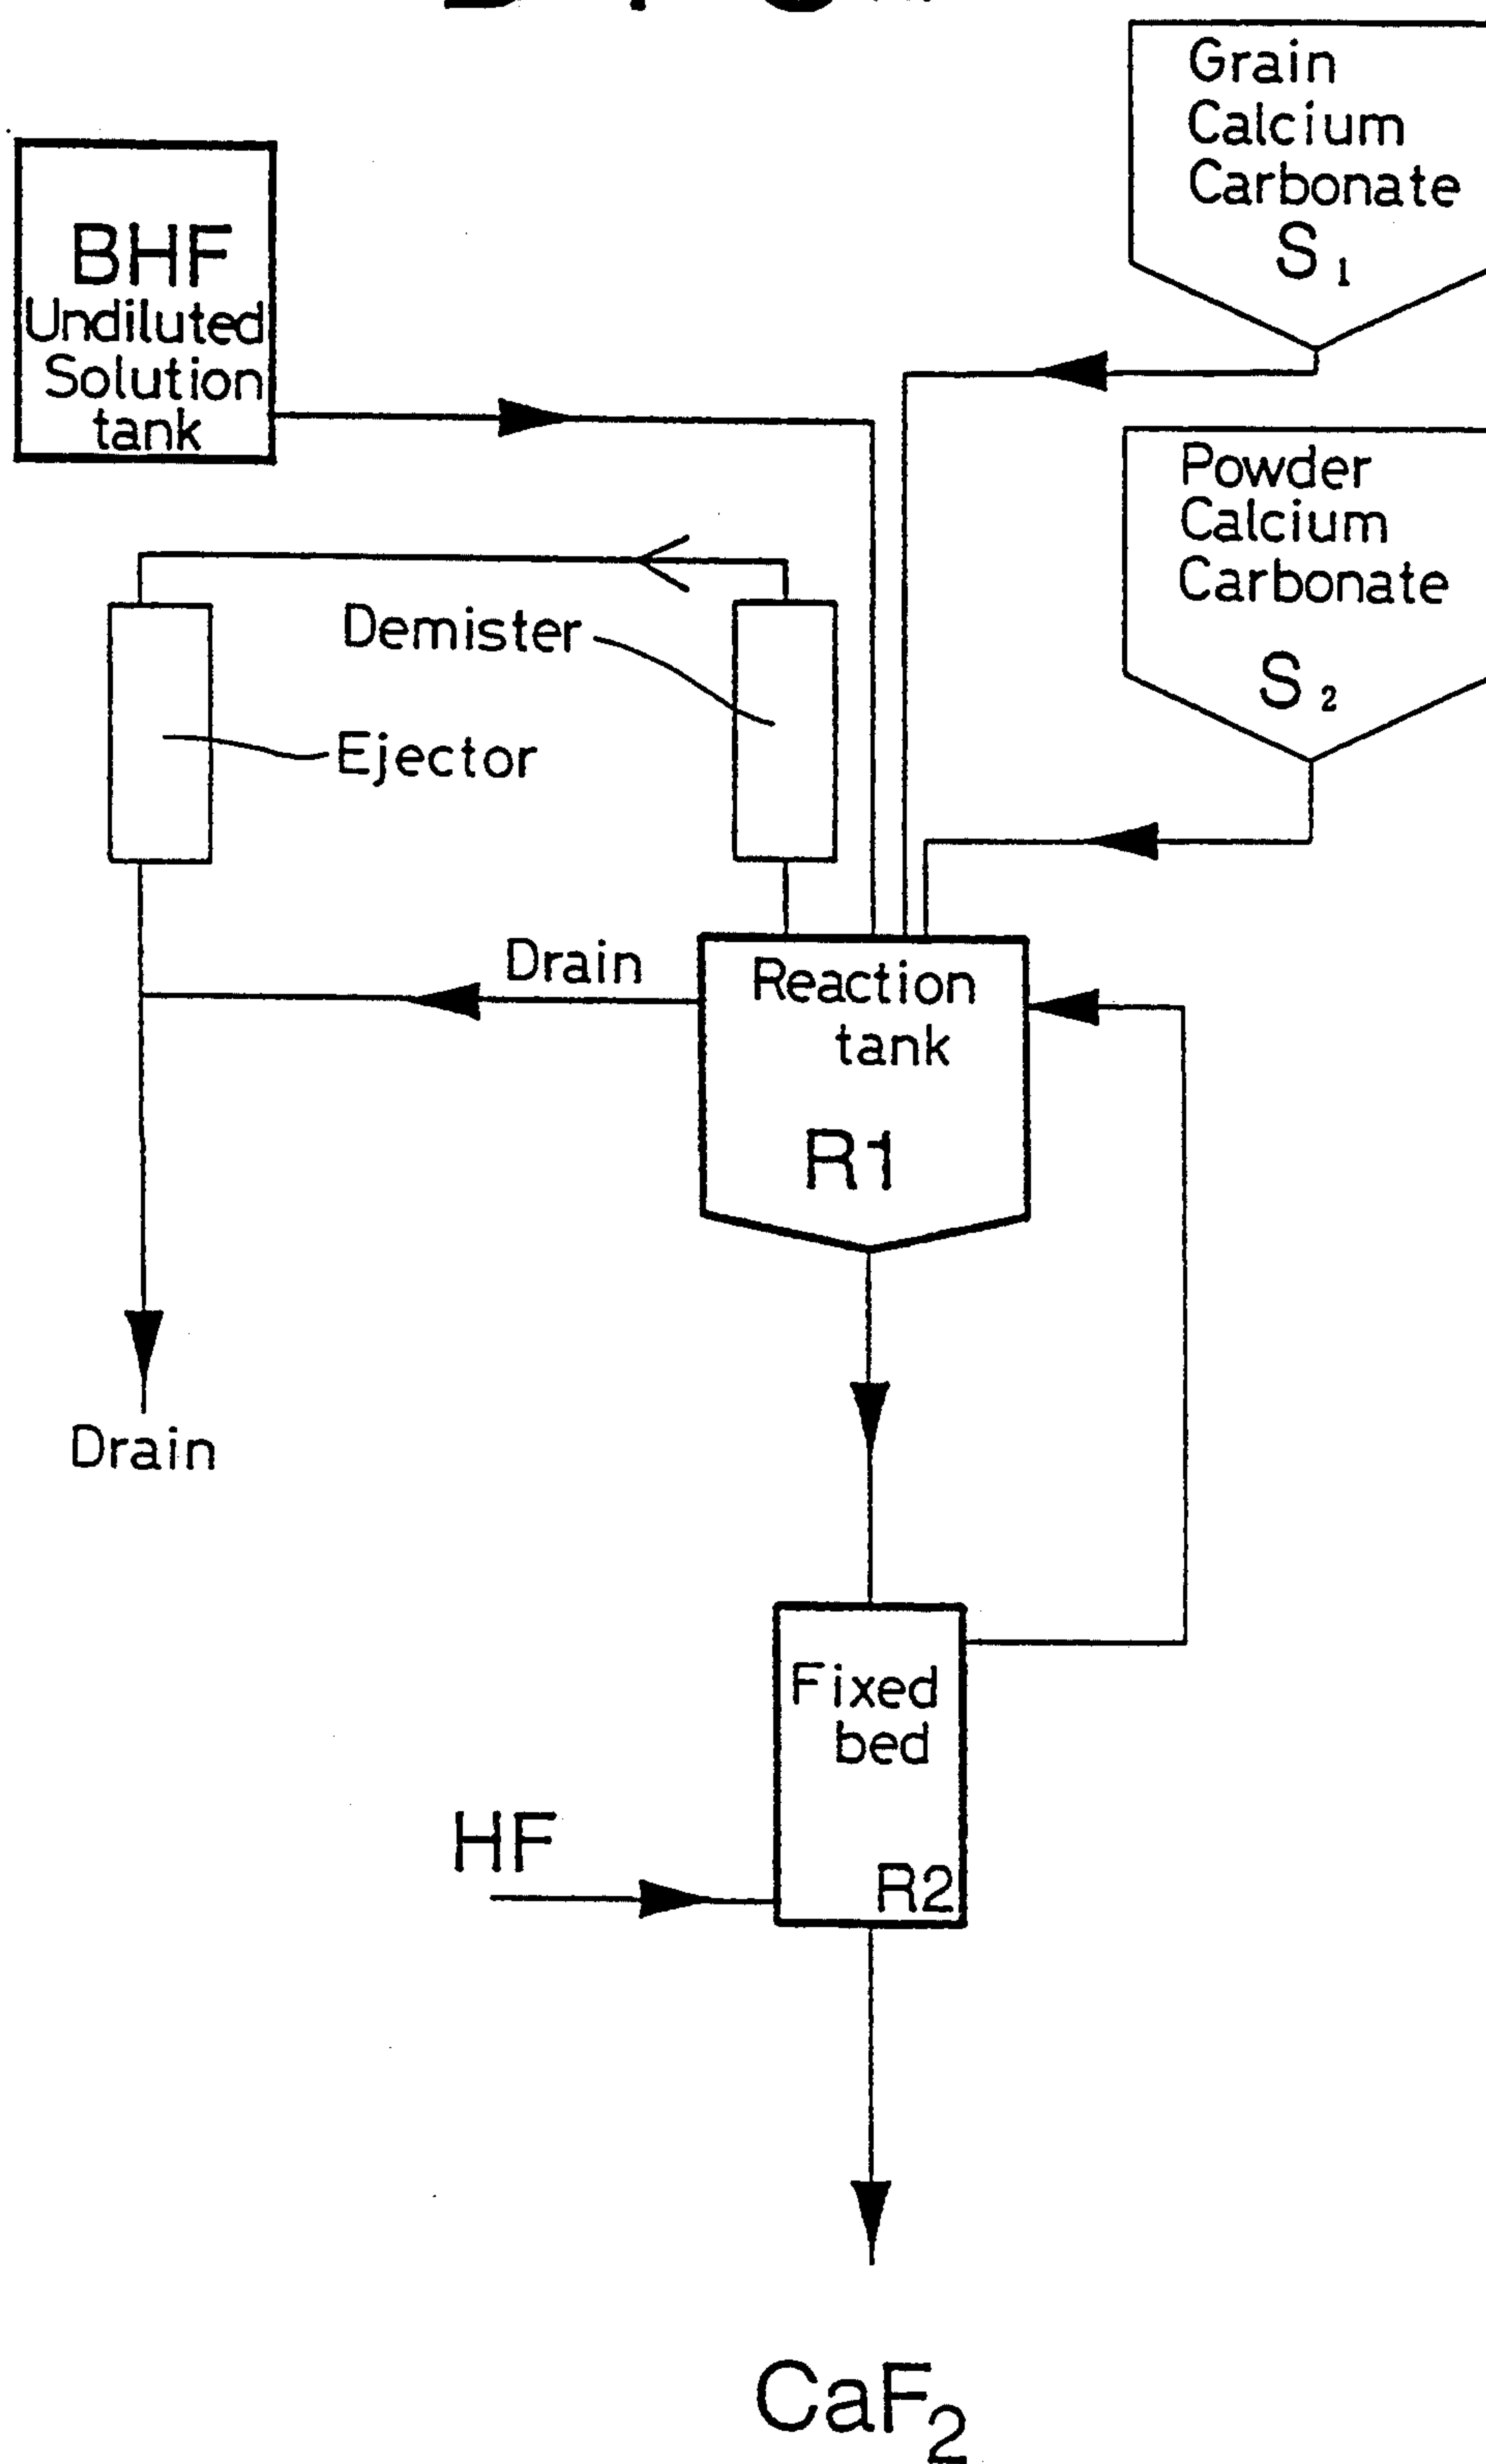 Grain
Calcium
Carbonate
S₁
BHF
Undiluted
Solution
tank
Powder
Calcium
Carbonate
S₂
Demister
Ejector
Drain
Reaction
tank
R1
Drain
Fixed
bed
HF
R2
CaF₂